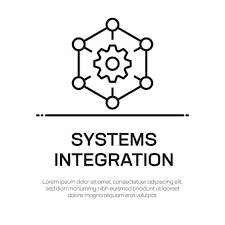 SYSTEMS
INTEGRATION
Lorem ipsum dolor sit amet, consectetuer adipiscing elit,
sed diam nonummy nibh euismod tincidunt ut laoreet
dolore magna aliquam erat volutpat.